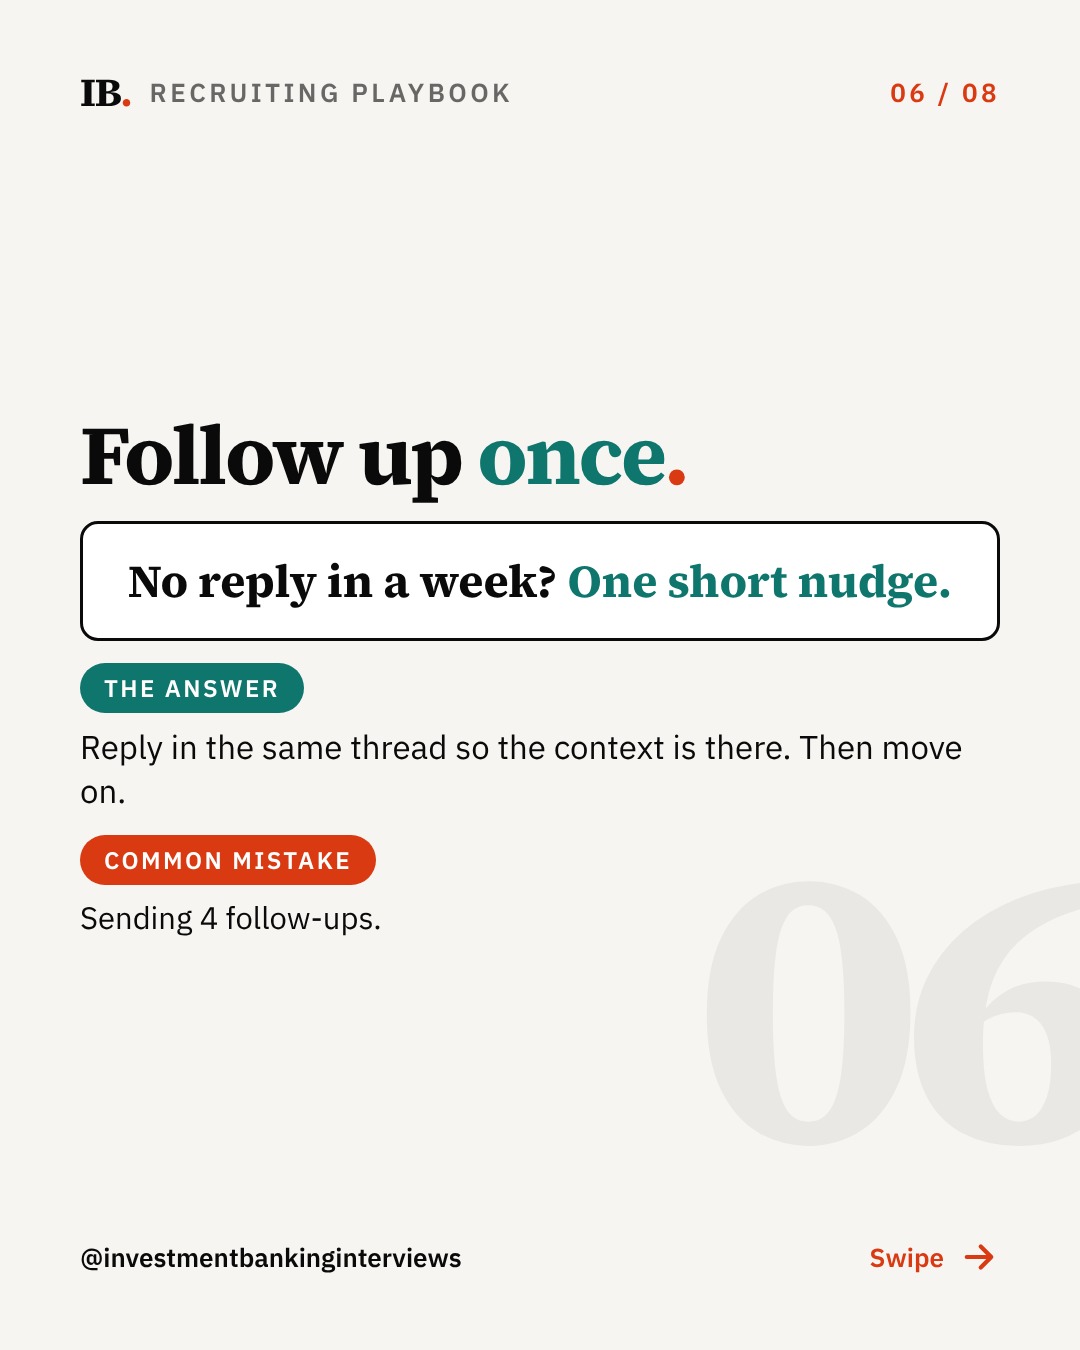 IB. RECRUITING PLAYBOOK
06 / 08
Follow up once.
No reply in a week? One short nudge.
THE ANSWER
Reply in the same thread so the context is there. Then move
on.
COMMON MISTAKE
Sending 4 follow-ups.
06
@investmentbankinginterviews
Swipe →